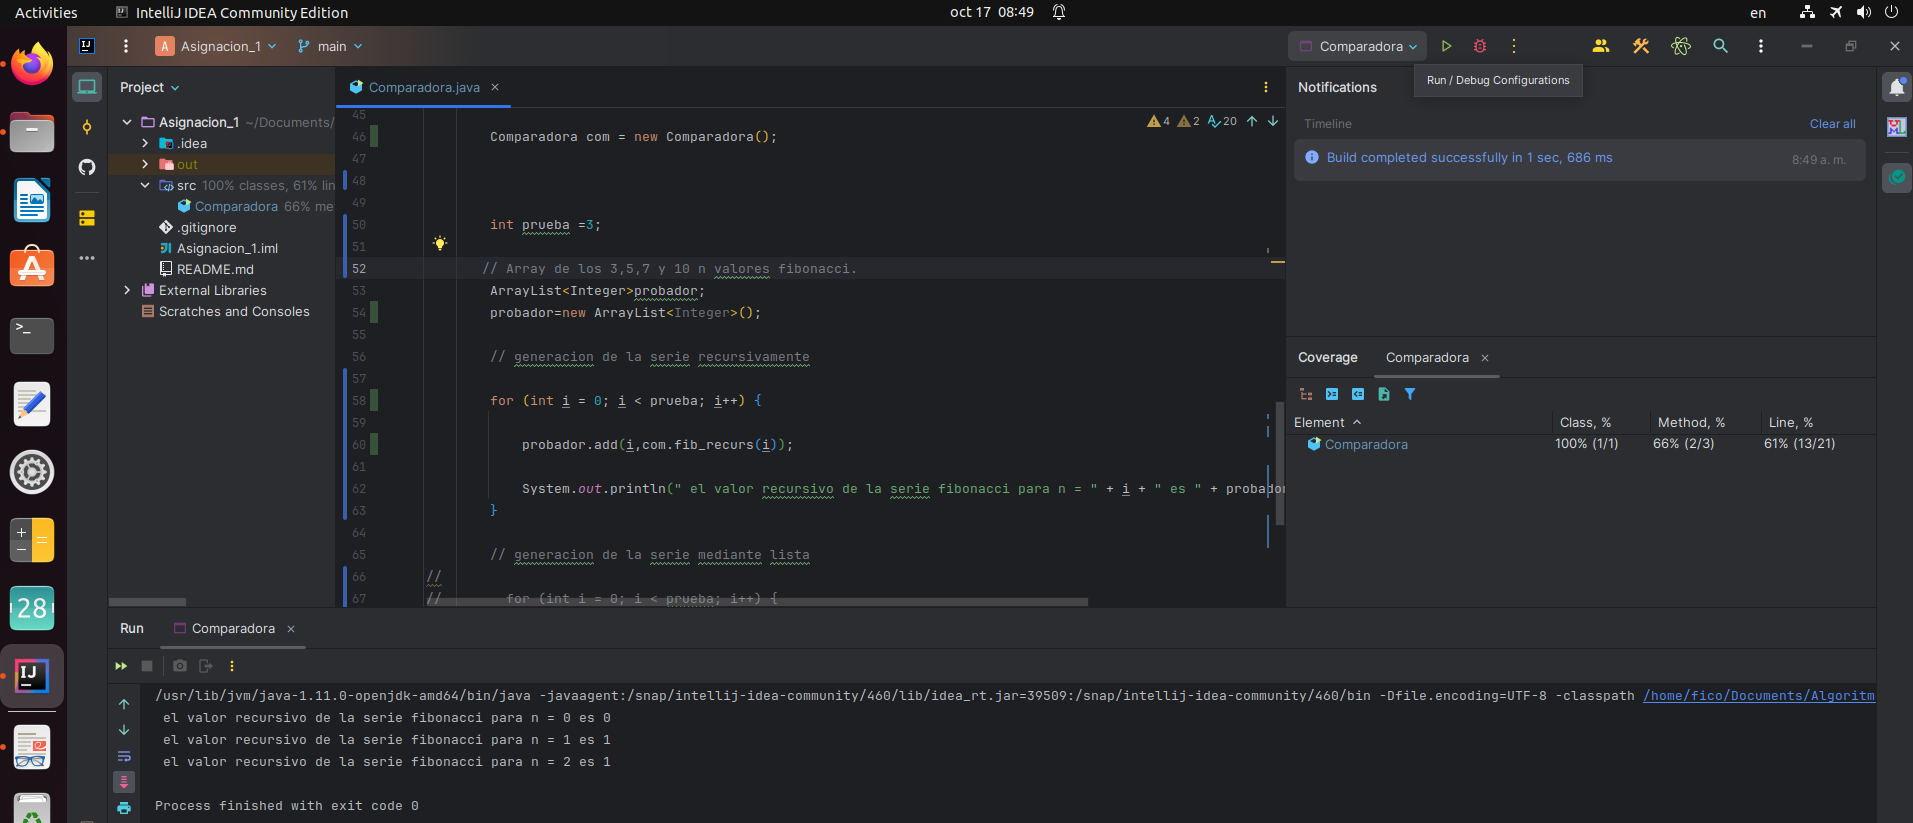 Activities
IntelliJ IDEA Community Edition
oct 17 08:49
en
IJ
A Asignacion_1
main
Comparadora
Run / Debug Configurations
Project
Asignacion_1 ~/Documents/
.idea
out
src 100% classes, 61% lin
Comparadora 66% me
.gitignore
Asignacion_1.iml
README.md
External Libraries
Scratches and Consoles
Comparadora.java
4 2 20
45
46 Comparadora com = new Comparadora();
47
48
49
50 int prueba =3;
51
52 // Array de los 3,5,7 y 10 n valores fibonacci.
53 ArrayList<Integer>probador;
54 probador=new ArrayList<Integer>();
55
56 // generacion de la serie recursivamente
57
58 for (int i = 0; i < prueba; i++) {
59
60 probador.add(i,com.fib_recurs(i));
61
62 System.out.println(" el valor recursivo de la serie fibonacci para n = " + i + " es " + probador
63 }
64
65 // generacion de la serie mediante lista
66 //
67 // for (int i = 0; i < prueba; i++) {
Notifications
Timeline
Clear all
Build completed successfully in 1 sec, 686 ms
8:49 a. m.
Coverage
Comparadora
Element Class, % Method, % Line, %
Comparadora 100% (1/1) 66% (2/3) 61% (13/21)
28
IJ
Run
Comparadora
/usr/lib/jvm/java-1.11.0-openjdk-amd64/bin/java -javaagent:/snap/intellij-idea-community/460/lib/idea_rt.jar=39509:/snap/intellij-idea-community/460/bin -Dfile.encoding=UTF-8 -classpath /home/fico/Documents/Algoritm
el valor recursivo de la serie fibonacci para n = 0 es 0
el valor recursivo de la serie fibonacci para n = 1 es 1
el valor recursivo de la serie fibonacci para n = 2 es 1
Process finished with exit code 0